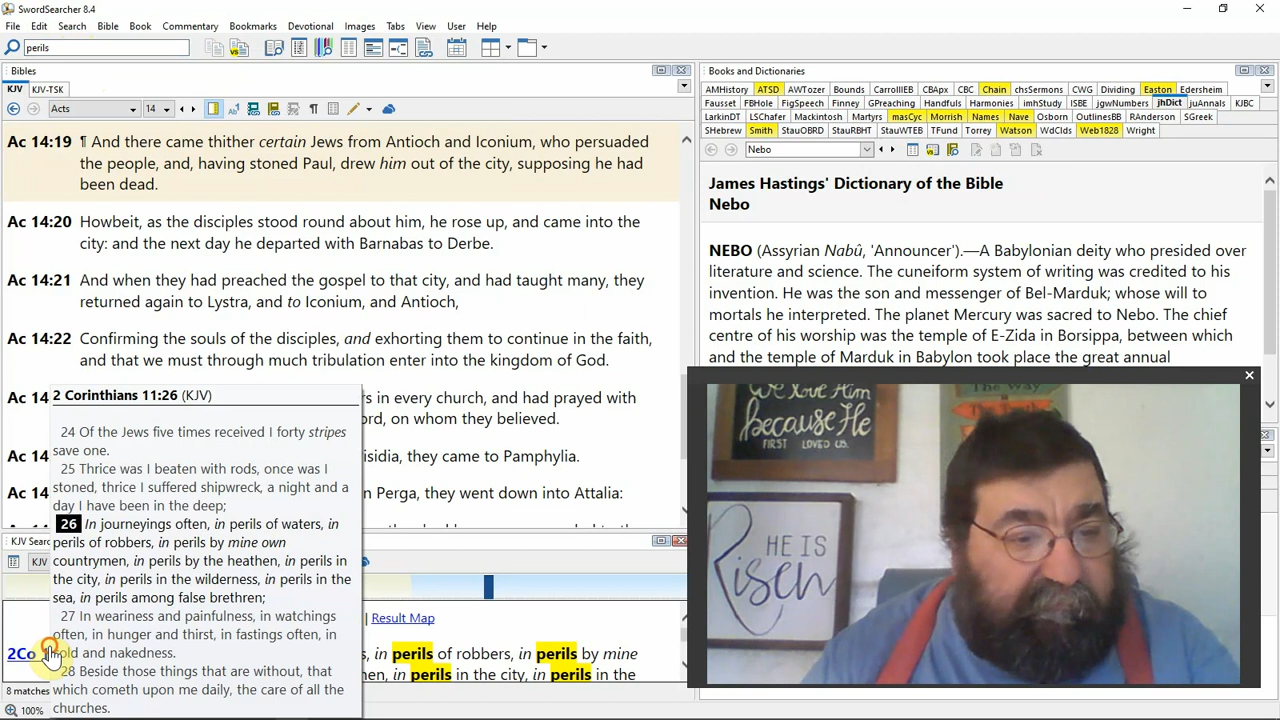 SwordSearcher 8.4
File Edit Search Bible Book Commentary Bookmarks Devotional Images Tabs View User Help
perils
Bibles
KJV KJV-TSK
Acts 14
Ac 14:19 ¶ And there came thither certain Jews from Antioch and Iconium, who persuaded
the people, and, having stoned Paul, drew him out of the city, supposing he had
been dead.
Ac 14:20 Howbeit, as the disciples stood round about him, he rose up, and came into the
city: and the next day he departed with Barnabas to Derbe.
Ac 14:21 And when they had preached the gospel to that city, and had taught many, they
returned again to Lystra, and to Iconium, and Antioch,
Ac 14:22 Confirming the souls of the disciples, and exhorting them to continue in the faith,
and that we must through much tribulation enter into the kingdom of God.
Ac 14
rs in every church, and had prayed with
ord, on whom they believed.
Ac 14
isidia, they came to Pamphylia.
Ac 14
n Perga, they went down into Attalia:
2 Corinthians 11:26 (KJV)
24 Of the Jews five times received I forty stripes
save one.
25 Thrice was I beaten with rods, once was I
stoned, thrice I suffered shipwreck, a night and a
day I have been in the deep;
26 In journeyings often, in perils of waters, in
perils of robbers, in perils by mine own
countrymen, in perils by the heathen, in perils in
the city, in perils in the wilderness, in perils in the
sea, in perils among false brethren;
27 In weariness and painfulness, in watchings
often, in hunger and thirst, in fastings often, in
cold and nakedness.
28 Beside those things that are without, that
which cometh upon me daily, the care of all the
churches.
KJV Sear
KJV
| Result Map
2Co 1
s, in perils of robbers, in perils by mine
en, in perils in the city, in perils in the
8 matches
100%
Books and Dictionaries
AMHistory ATSD AWTozer Bounds CarrollIEB CBApx CBC Chain chsSermons CWG Dividing Easton Edersheim
Fausset FBHole FigSpeech Finney GPreaching Handfuls Harmonies imhStudy ISBE jgwNumbers jhDict juAnnals KJBC
LarkinDT LSChafer Mackintosh Martyrs masCyc Morrish Names Nave Osborn OutlinesBB RAnderson SGreek
SHebrew Smith StauOBRD StauRBHT StauWTEB TFund Torrey Watson WdClds Web1828 Wright
Nebo
James Hastings' Dictionary of the Bible
Nebo
NEBO (Assyrian Nabû, 'Announcer').—A Babylonian deity who presided over
literature and science. The cuneiform system of writing was credited to his
invention. He was the son and messenger of Bel-Marduk; whose will to
mortals he interpreted. The planet Mercury was sacred to Nebo. The chief
centre of his worship was the temple of E-Zida in Borsippa, between which
and the temple of Marduk in Babylon took place the great annual
we love Him
because He
FIRST LOVED US.
The Way
HE IS
Risen